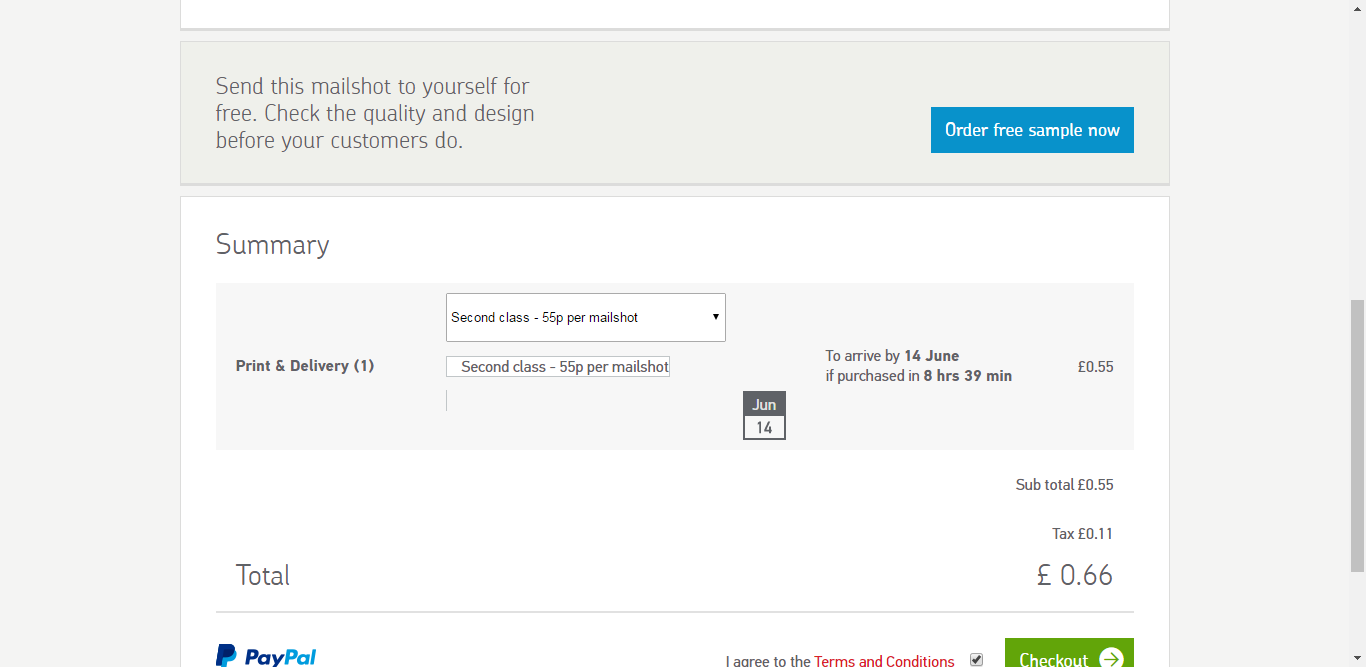 Send this mailshot to yourself for
free. Check the quality and design
before your customers do.
Order free sample now
Summary
Second class - 55p per mailshot
Print & Delivery (1)
Second class - 55p per mailshot
To arrive by 14 June
if purchased in 8 hrs 39 min
£0.55
Jun
14
Sub total £0.55
Tax £0.11
Total
£ 0.66
PayPal
I agree to the Terms and Conditions
Checkout